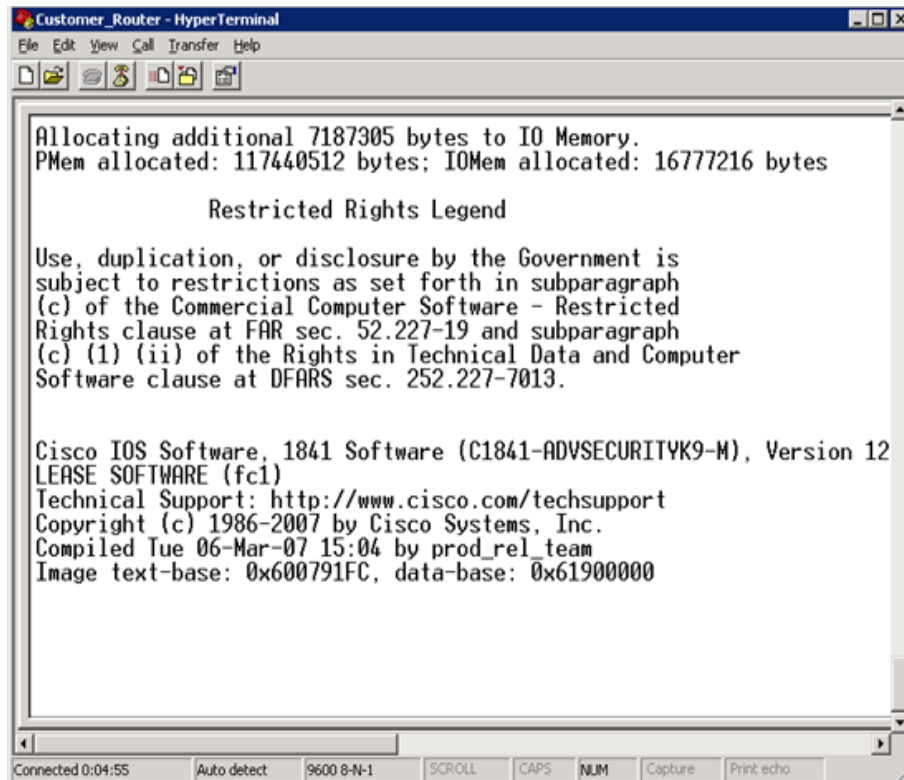 Customer_Router - HyperTerminal
File Edit View Call Transfer Help
Allocating additional 7187305 bytes to IO Memory.
PMem allocated: 117440512 bytes; IOMem allocated: 16777216 bytes
Restricted Rights Legend
Use, duplication, or disclosure by the Government is
subject to restrictions as set forth in subparagraph
(c) of the Commercial Computer Software - Restricted
Rights clause at FAR sec. 52.227-19 and subparagraph
(c) (1) (ii) of the Rights in Technical Data and Computer
Software clause at DFARS sec. 252.227-7013.
Cisco IOS Software, 1841 Software (C1841-ADVSECURITYK9-M), Version 12
LEASE SOFTWARE (fc1)
Technical Support: http://www.cisco.com/techsupport
Copyright (c) 1986-2007 by Cisco Systems, Inc.
Compiled Tue 06-Mar-07 15:04 by prod_rel_team
Image text-base: 0x600791FC, data-base: 0x61900000
Connected 0:04:55 Auto detect 9600 8-N-1 SCROLL CAPS NUM Capture Print echo